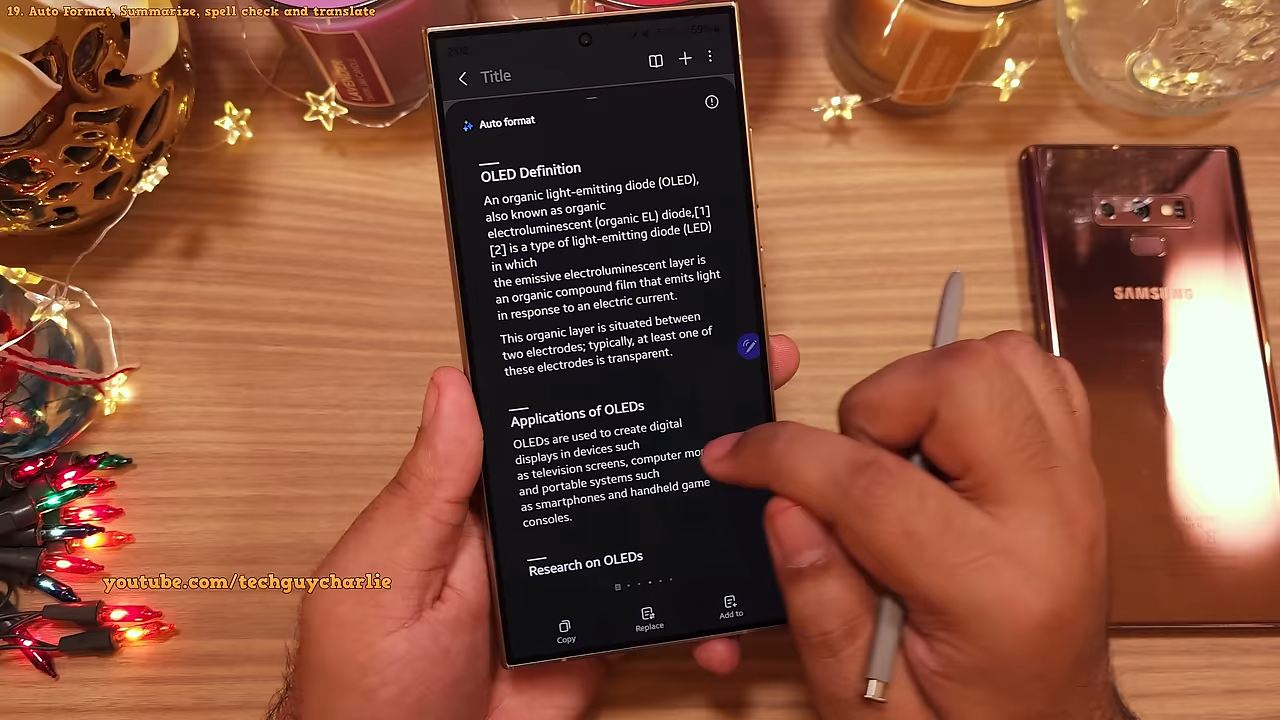 19. Auto Format, Summarize, spell check and translate
LAVENDER
Title
Auto format
OLED Definition
An organic light-emitting diode (OLED),
also known as organic
electroluminescent (organic EL) diode,[1]
[2] is a type of light-emitting diode (LED)
in which
the emissive electroluminescent layer is
an organic compound film that emits light
in response to an electric current.
This organic layer is situated between
two electrodes; typically, at least one of
these electrodes is transparent.
Applications of OLEDs
OLEDs are used to create digital
displays in devices such
as television screens, computer mon
and portable systems such
as smartphones and handheld game
consoles.
Research on OLEDs
Copy
Replace
Add to
SAMSUNG
youtube.com/techguycharlie